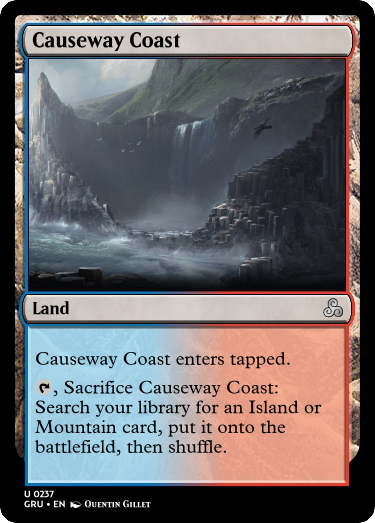 Causeway Coast
Land
Causeway Coast enters tapped.
, Sacrifice Causeway Coast:
Search your library for an Island or
Mountain card, put it onto the
battlefield, then shuffle.
U 0237
GRU • EN Quentin Gillet